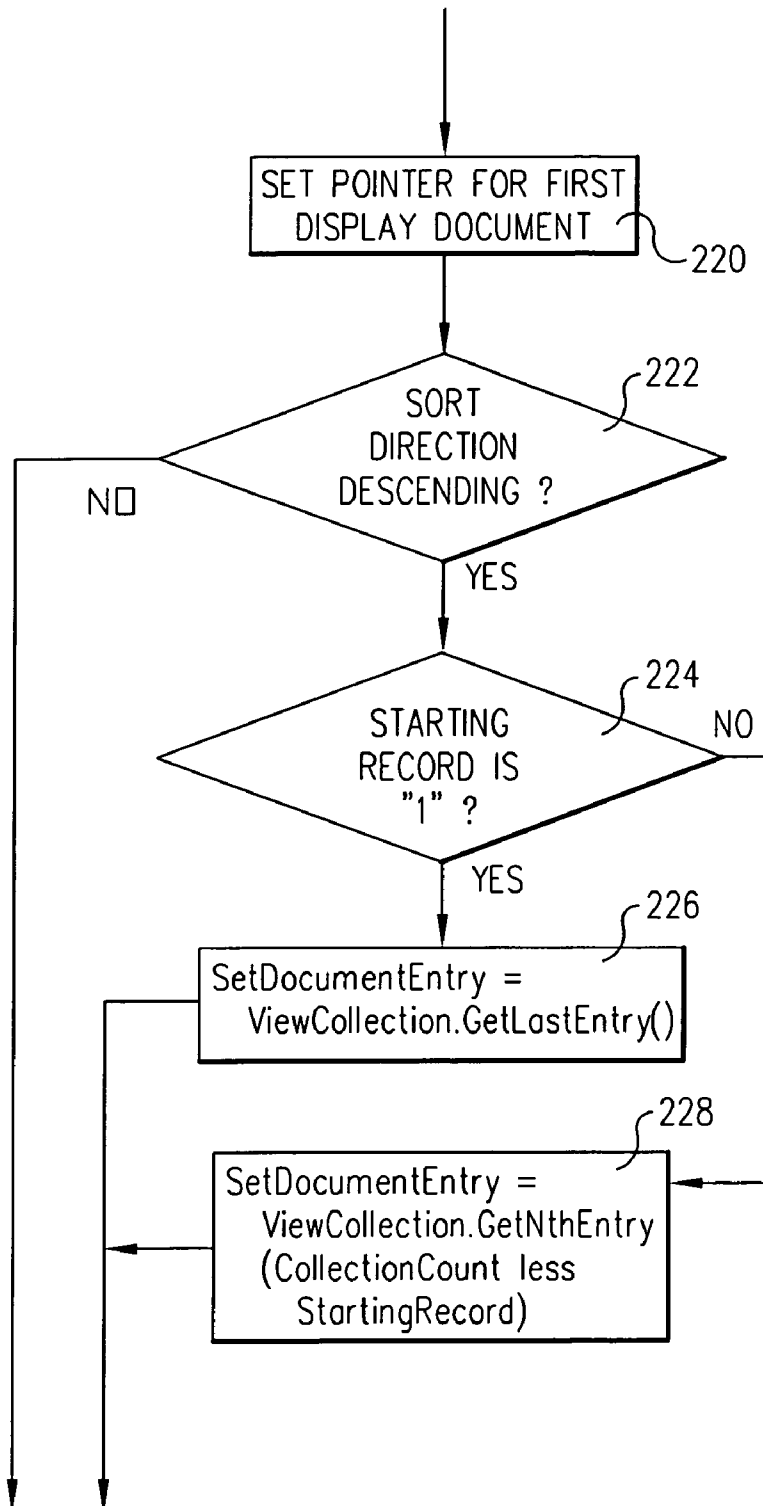 SET POINTER FOR FIRST
DISPLAY DOCUMENT
220
222
SORT
DIRECTION
DESCENDING ?
NO
YES
224
STARTING
RECORD IS
"1" ?
NO
YES
226
SetDocumentEntry =
ViewCollection.GetLastEntry()
228
SetDocumentEntry =
ViewCollection.GetNthEntry
(CollectionCount less
StartingRecord)